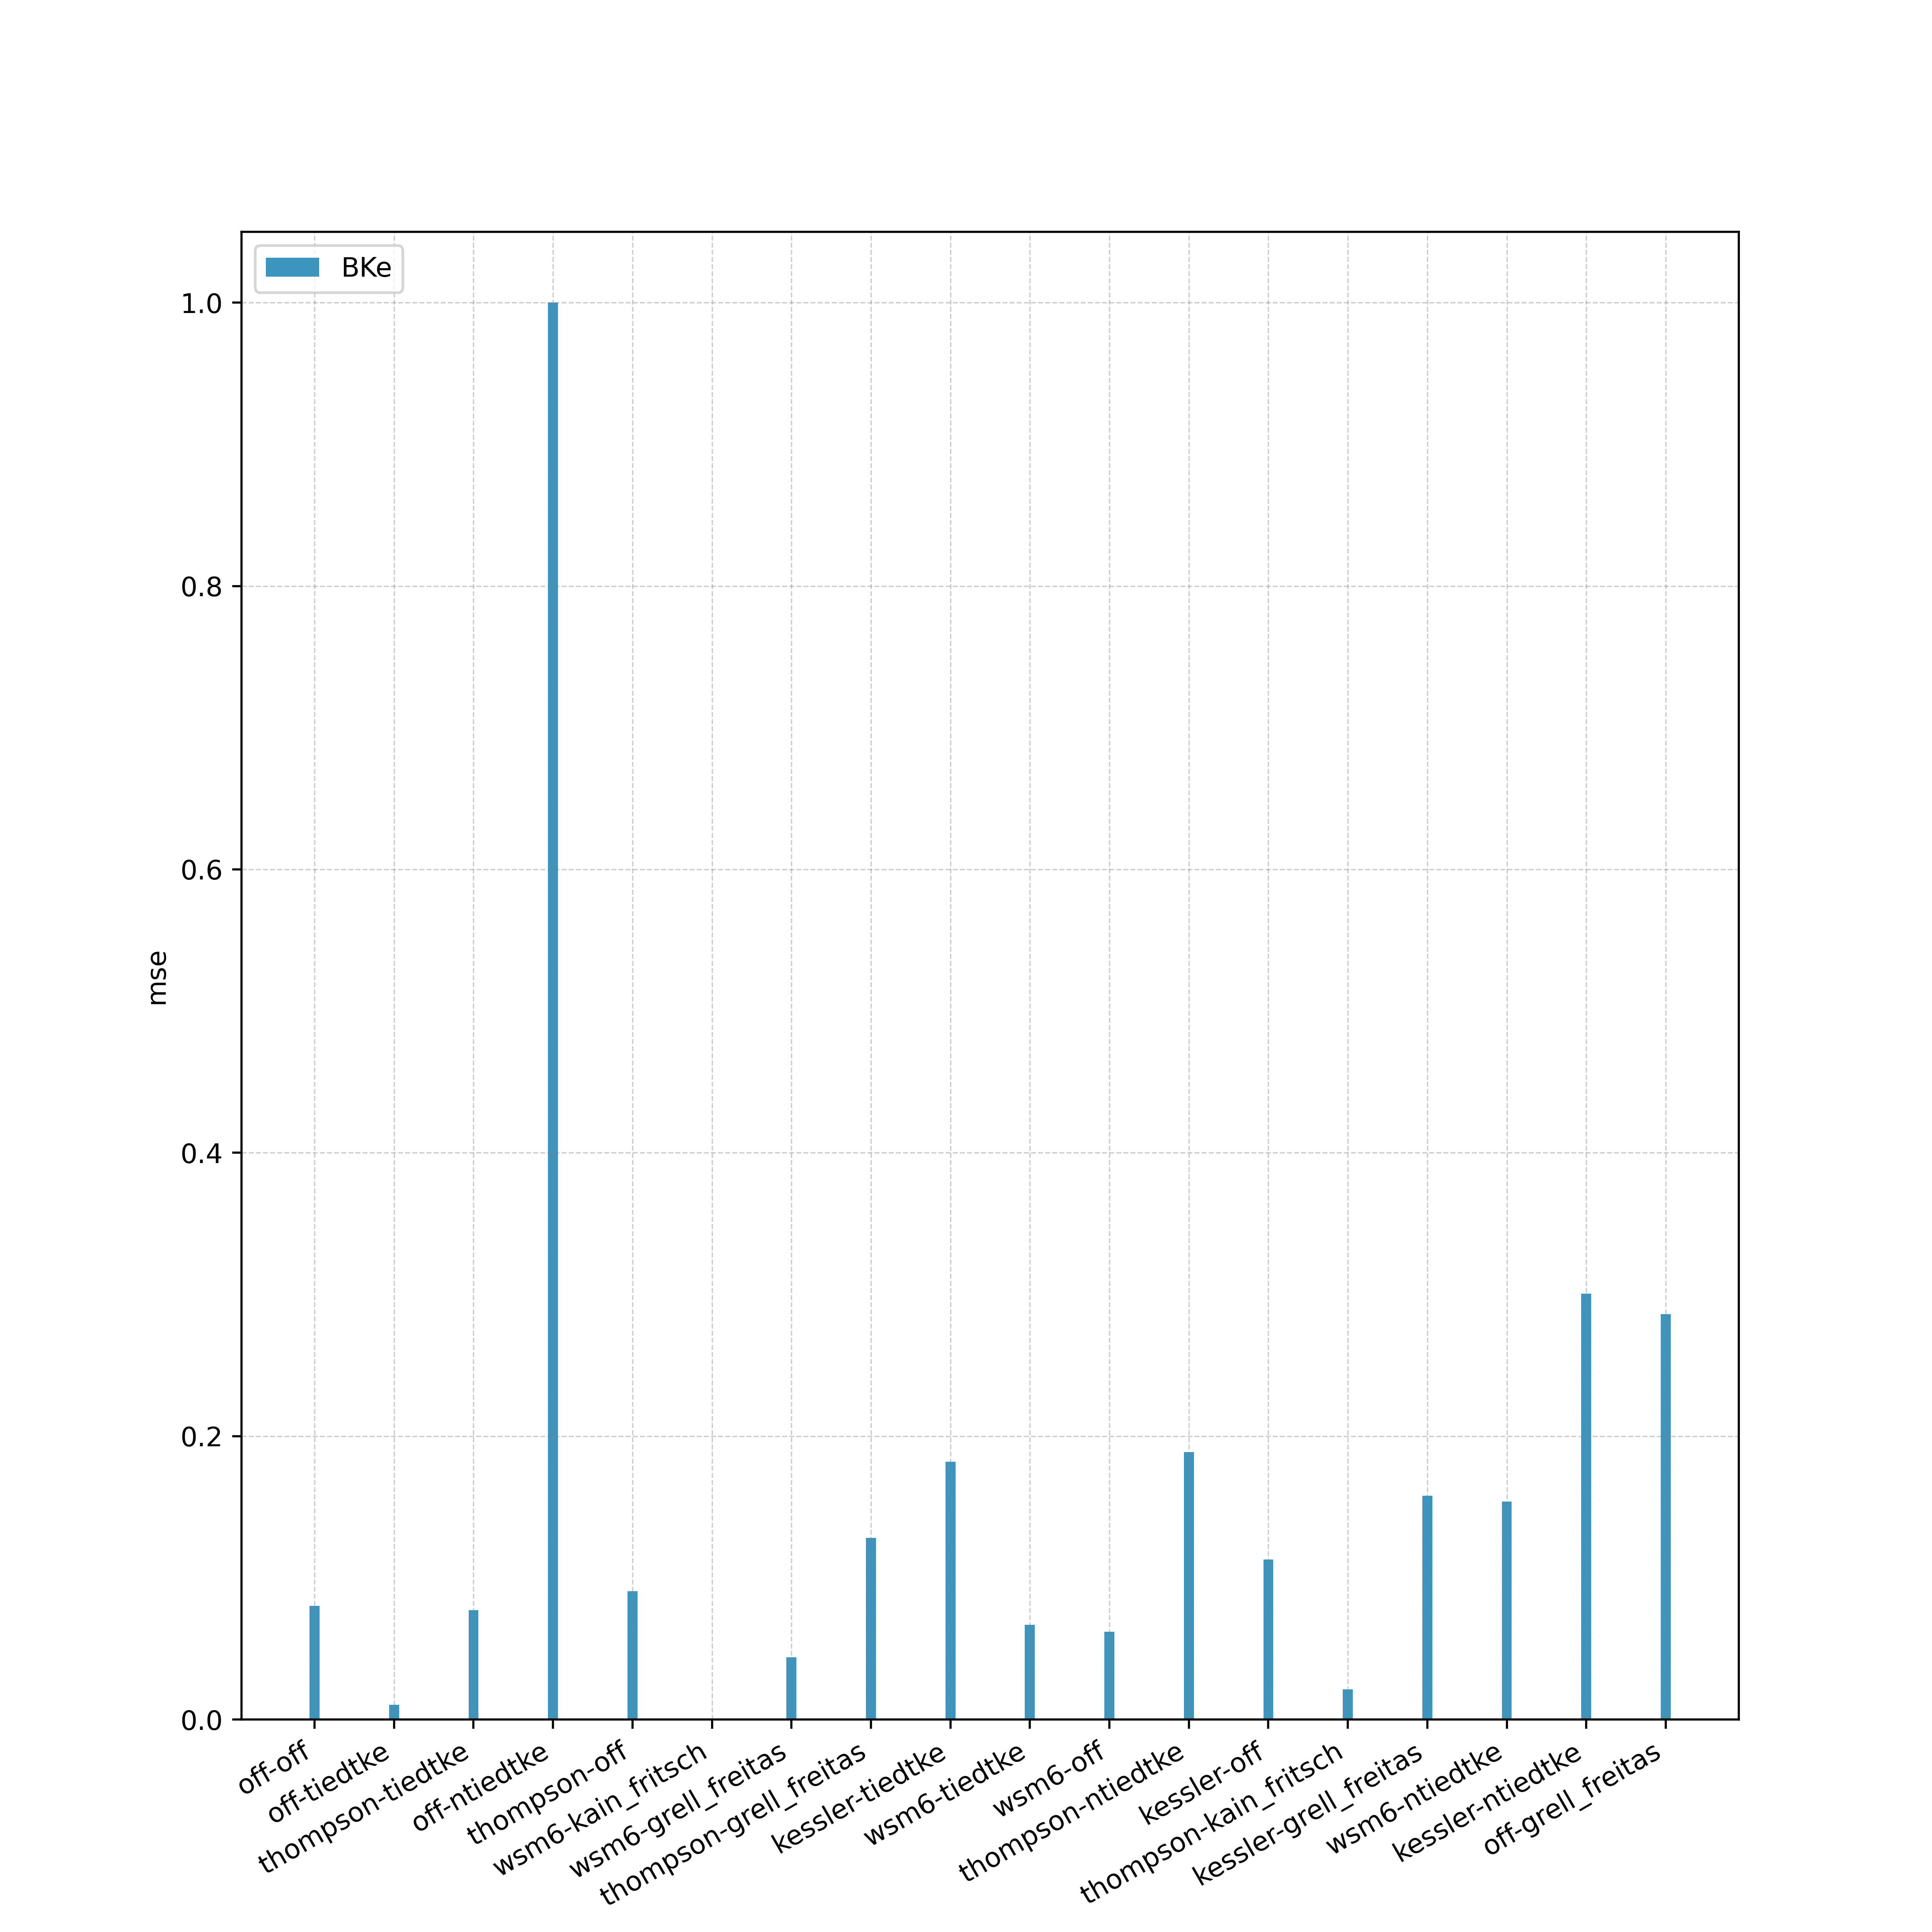 BKe
1.0
0.8
0.6
0.4
0.2
0.0
mse
off-off
off-tiedtke
thompson-tiedtke
off-ntiedtke
thompson-off
wsm6-kain_fritsch
wsm6-grell_freitas
thompson-grell_freitas
kessler-tiedtke
wsm6-tiedtke
wsm6-off
thompson-ntiedtke
kessler-off
thompson-kain_fritsch
kessler-grell_freitas
wsm6-ntiedtke
kessler-ntiedtke
off-grell_freitas